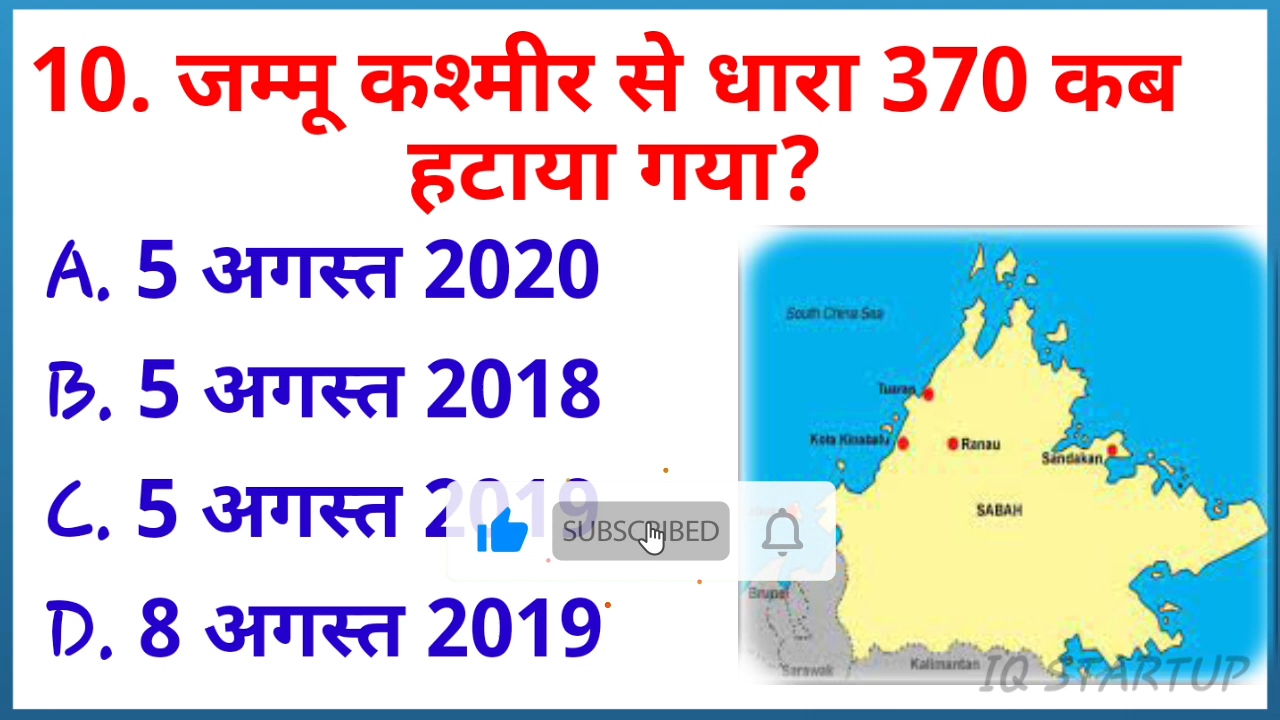 10. जम्मू कश्मीर से धारा 370 कब
हटाया गया?
A. 5 अगस्त 2020
B. 5 अगस्त 2018
C. 5 अगस्त 2019
D. 8 अगस्त 2019
SUBSCRIBED
South China Sea
Tuaran
Kota Kinabalu
Ranau
Sandakan
SABAH
Brunei
Sarawak
Kalimantan
IQ STARTUP